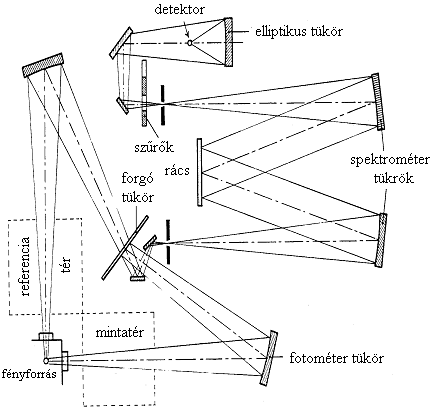 detektor
elliptikus tükör
szűrők
rács
spektrométer
tükrök
forgó
tükör
referencia
tér
mintatér
fényforrás
fotométer tükör